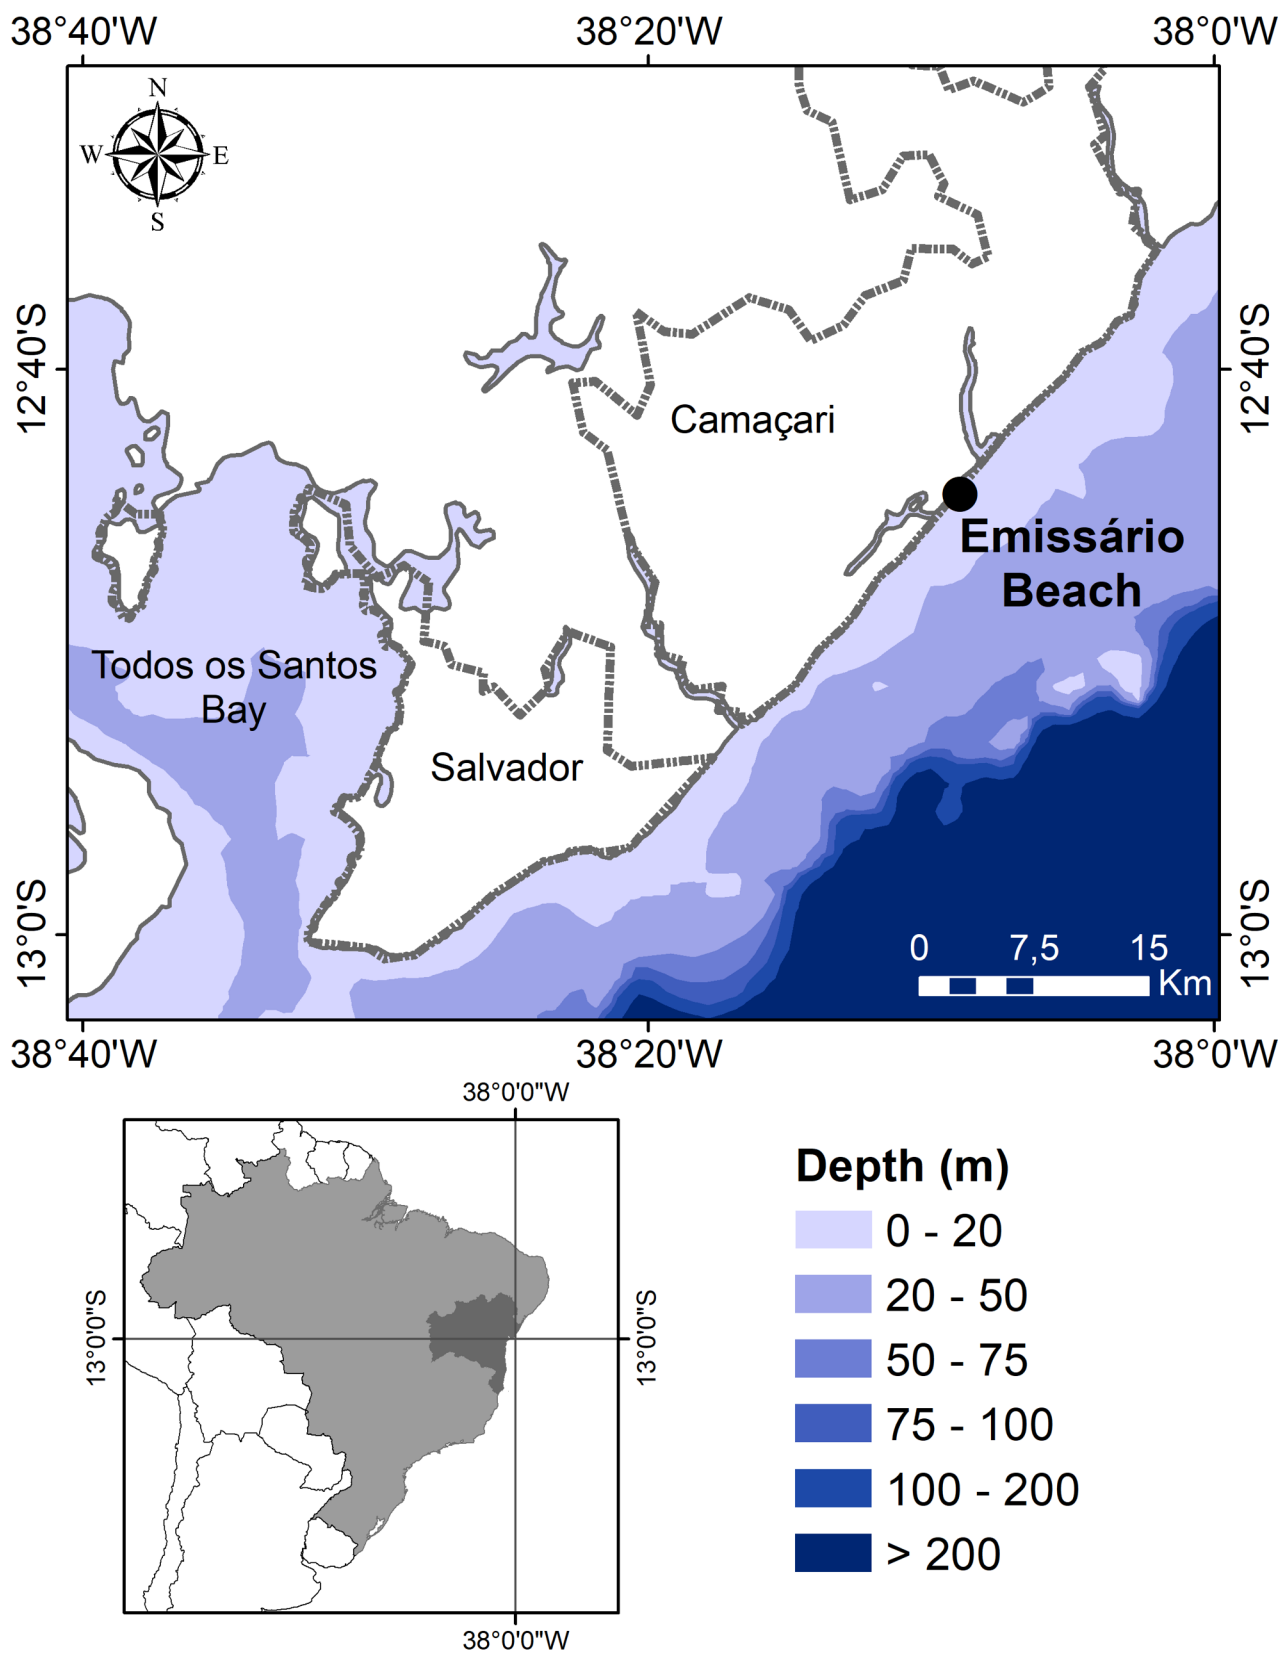 38°40'W 38°20'W 38°0'W
N
W E
S
12°40'S 12°40'S
Camaçari
Emissário
Beach
Todos os Santos
Bay
Salvador
13°0'S 13°0'S
0 7,5 15
Km
38°40'W 38°20'W 38°0'W
38°0'0"W
13°0'0"S 13°0'0"S
38°0'0"W
Depth (m)
0 - 20
20 - 50
50 - 75
75 - 100
100 - 200
> 200